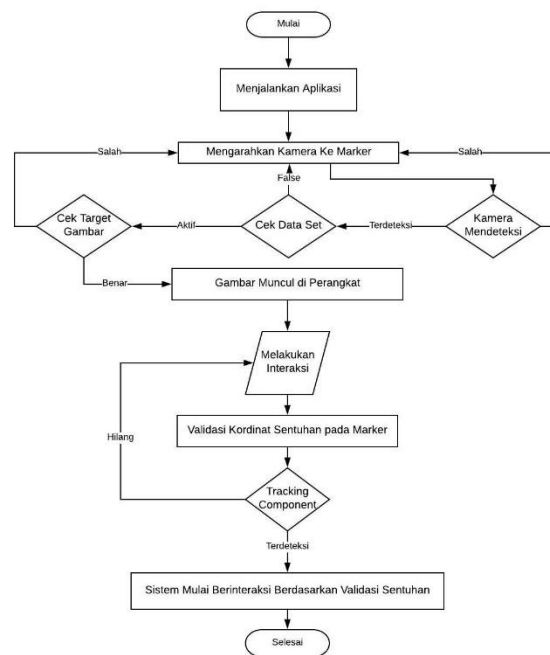 Mulai
Menjalankan Aplikasi
Salah
Mengarahkan Kamera Ke Marker
Salah
False
Cek Target
Gambar
Aktif
Cek Data Set
Terdeteksi
Kamera
Mendeteksi
Benar
Gambar Muncul di Perangkat
Melakukan
Interaksi
Hilang
Validasi Kordinat Sentuhan pada Marker
Tracking
Component
Terdeteksi
Sistem Mulai Berinteraksi Berdasarkan Validasi Sentuhan
Selesai